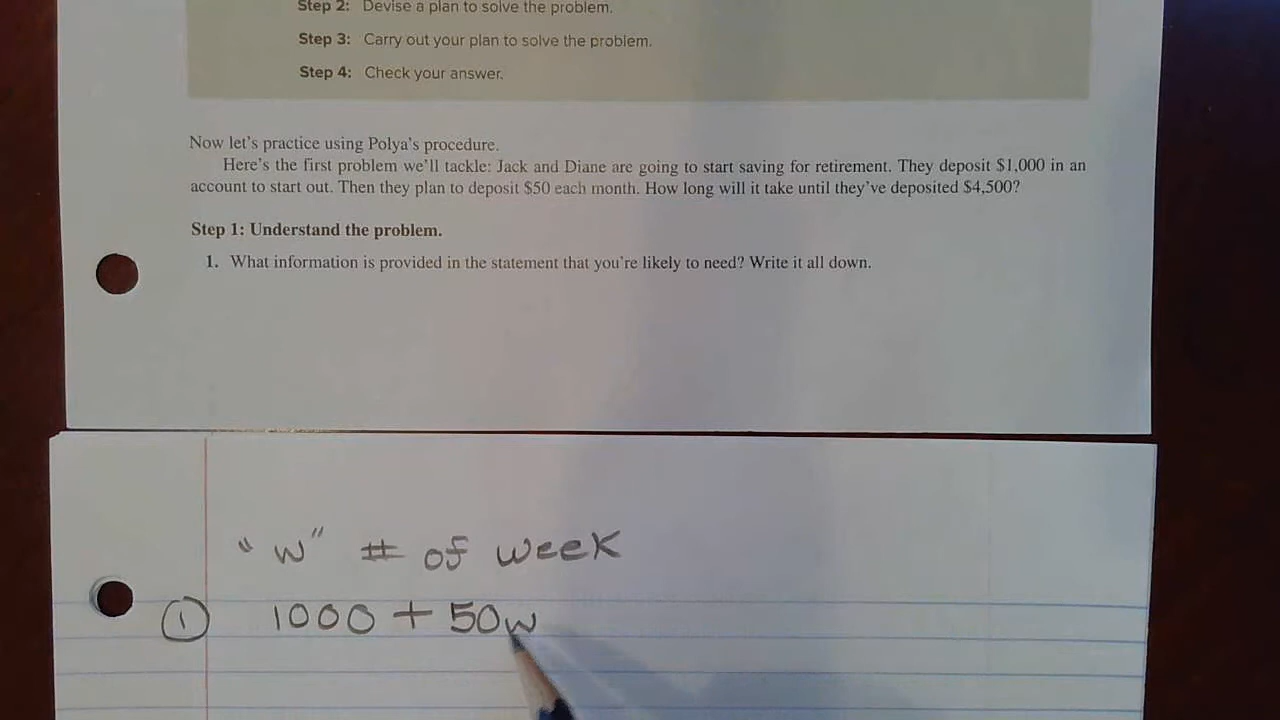 Step 2: Devise a plan to solve the problem.
Step 3: Carry out your plan to solve the problem.
Step 4: Check your answer.
Now let's practice using Polya's procedure.
Here's the first problem we'll tackle: Jack and Diane are going to start saving for retirement. They deposit $1,000 in an
account to start out. Then they plan to deposit $50 each month. How long will it take until they've deposited $4,500?
Step 1: Understand the problem.
1. What information is provided in the statement that you're likely to need? Write it all down.
"w" # of week
① 1000 + 50w